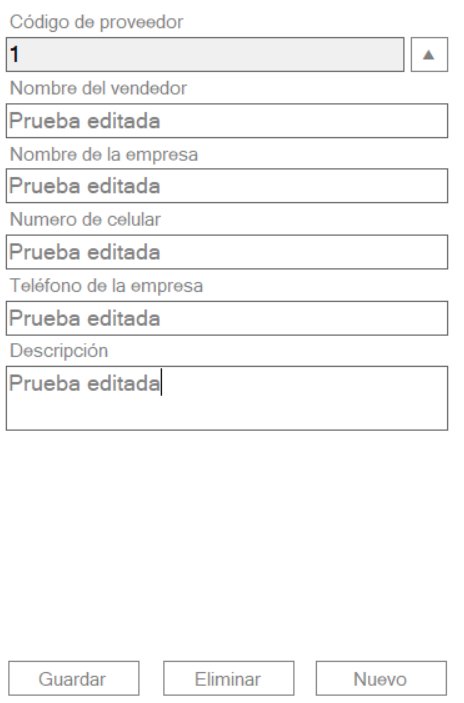 Código de proveedor
1
▲
Nombre del vendedor
Prueba editada
Nombre de la empresa
Prueba editada
Numero de celular
Prueba editada
Teléfono de la empresa
Prueba editada
Descripción
Prueba editada
Guardar Eliminar Nuevo